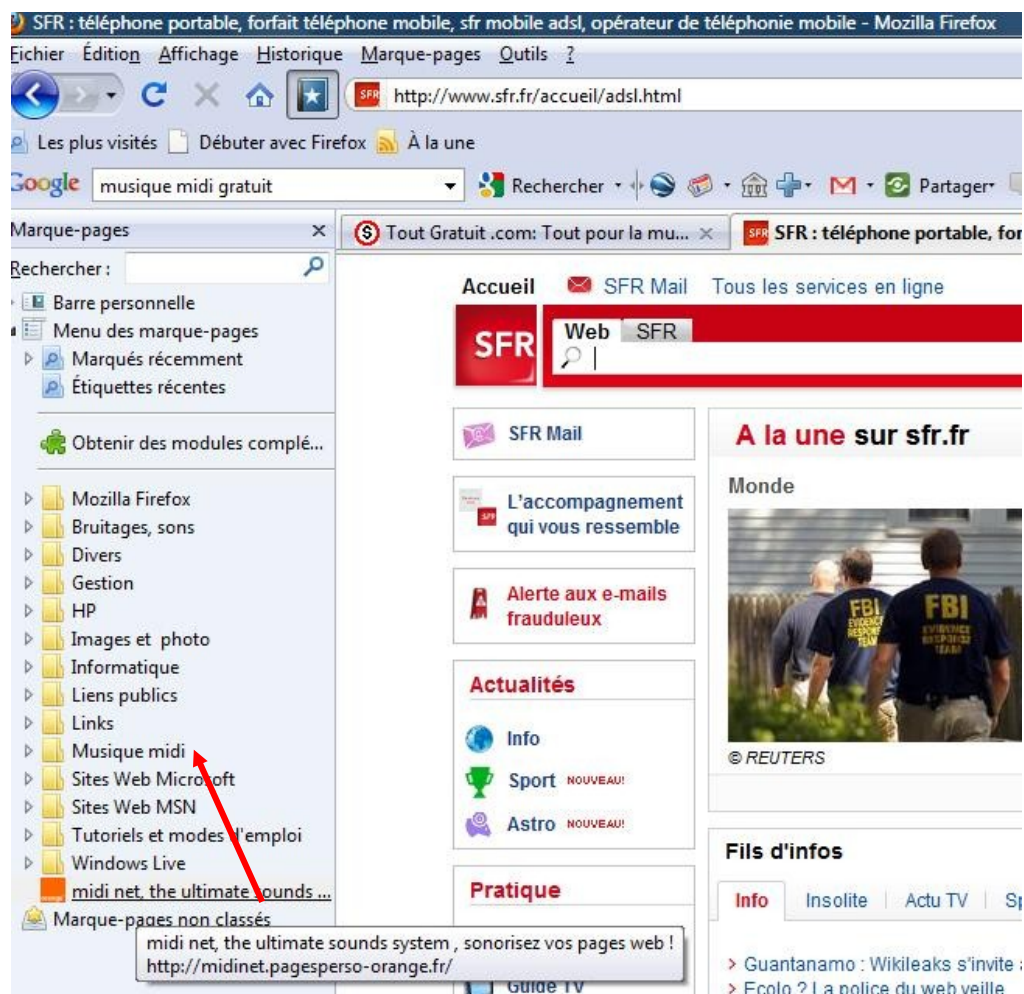 SFR : téléphone portable, forfait téléphone mobile, sfr mobile adsl, opérateur de téléphonie mobile - Mozilla Firefox
Fichier Édition Affichage Historique Marque-pages Outils ?
SFR http://www.sfr.fr/accueil/adsl.html
Les plus visités Débuter avec Firefox À la une
Google musique midi gratuit Rechercher Partager
Marque-pages
Tout Gratuit .com: Tout pour la mu... SFR SFR : téléphone portable, for
Rechercher :
Barre personnelle
Menu des marque-pages
Marqués récemment
Étiquettes récentes
Obtenir des modules complé...
Mozilla Firefox
Bruitages, sons
Divers
Gestion
HP
Images et photo
Informatique
Liens publics
Links
Musique midi
Sites Web Microsoft
Sites Web MSN
Tutoriels et modes d'emploi
Windows Live
midi net, the ultimate sounds ...
Marque-pages non classés
midi net, the ultimate sounds system , sonorisez vos pages web !
http://midinet.pagesperso-orange.fr/
Accueil SFR Mail Tous les services en ligne
SFR
Web SFR
SFR Mail
L'accompagnement
qui vous ressemble
Alerte aux e-mails
frauduleux
Actualités
Info
Sport NOUVEAU!
Astro NOUVEAU!
Pratique
Guide TV
A la une sur sfr.fr
Monde
FBI
EVIDENCE
RESPONSE
TEAM
FBI
EVIDENCE
RESPONSE
TEAM
© REUTERS
Fils d'infos
Info Insolite Actu TV Sp
> Guantanamo : Wikileaks s'invite
> Ecolo ? La police du web veille